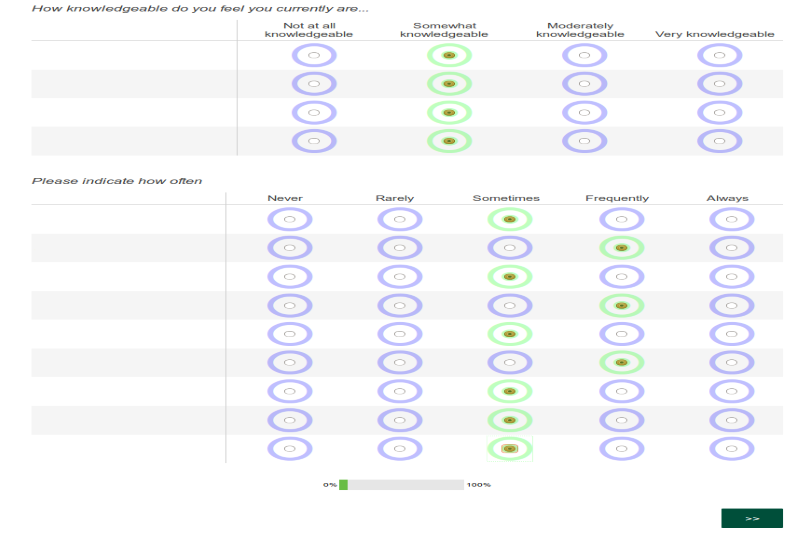 How knowledgeable do you feel you currently are...
Not at all knowledgeable
Somewhat knowledgeable
Moderately knowledgeable
Very knowledgeable
Please indicate how often
Never Rarely Sometimes Frequently Always
0% 100%
>>